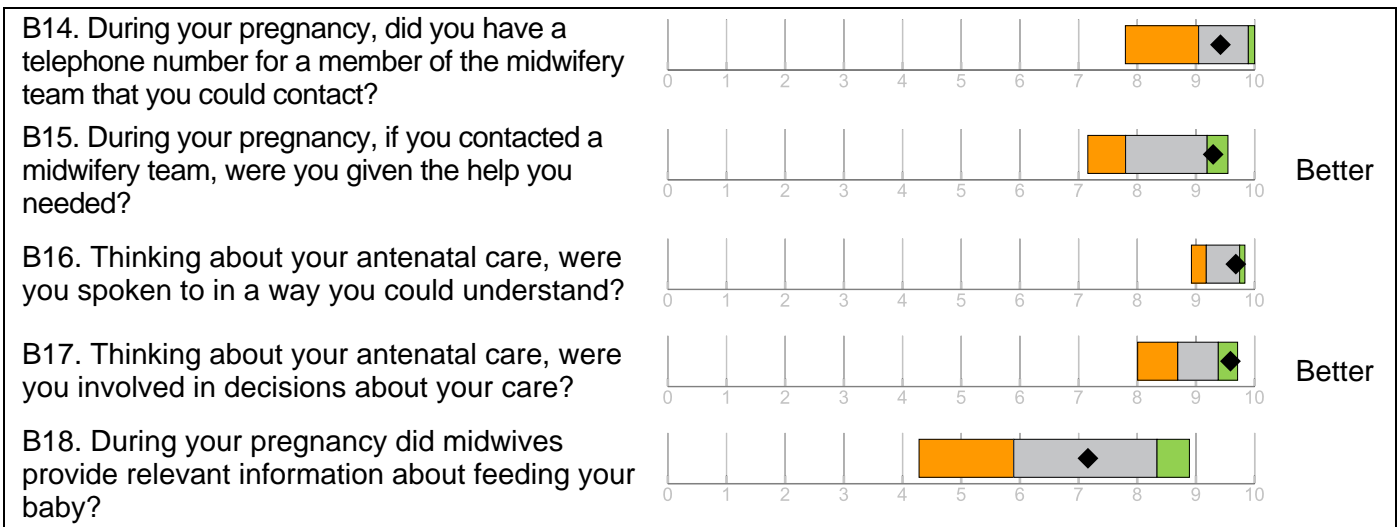 B14. During your pregnancy, did you have a
telephone number for a member of the midwifery
team that you could contact?
0 1 2 3 4 5 6 7 8 9 10
B15. During your pregnancy, if you contacted a
midwifery team, were you given the help you
needed?
0 1 2 3 4 5 6 7 8 9 10
Better
B16. Thinking about your antenatal care, were
you spoken to in a way you could understand?
0 1 2 3 4 5 6 7 8 9 10
B17. Thinking about your antenatal care, were
you involved in decisions about your care?
0 1 2 3 4 5 6 7 8 9 10
Better
B18. During your pregnancy did midwives
provide relevant information about feeding your
baby?
0 1 2 3 4 5 6 7 8 9 10